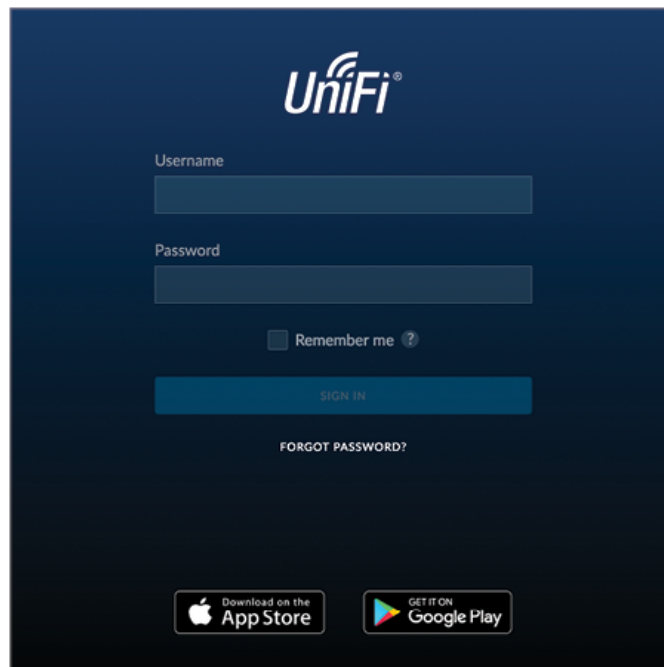 UniFi®
Username
Password
Remember me ?
SIGN IN
FORGOT PASSWORD?
Download on the
App Store
GET IT ON
Google Play